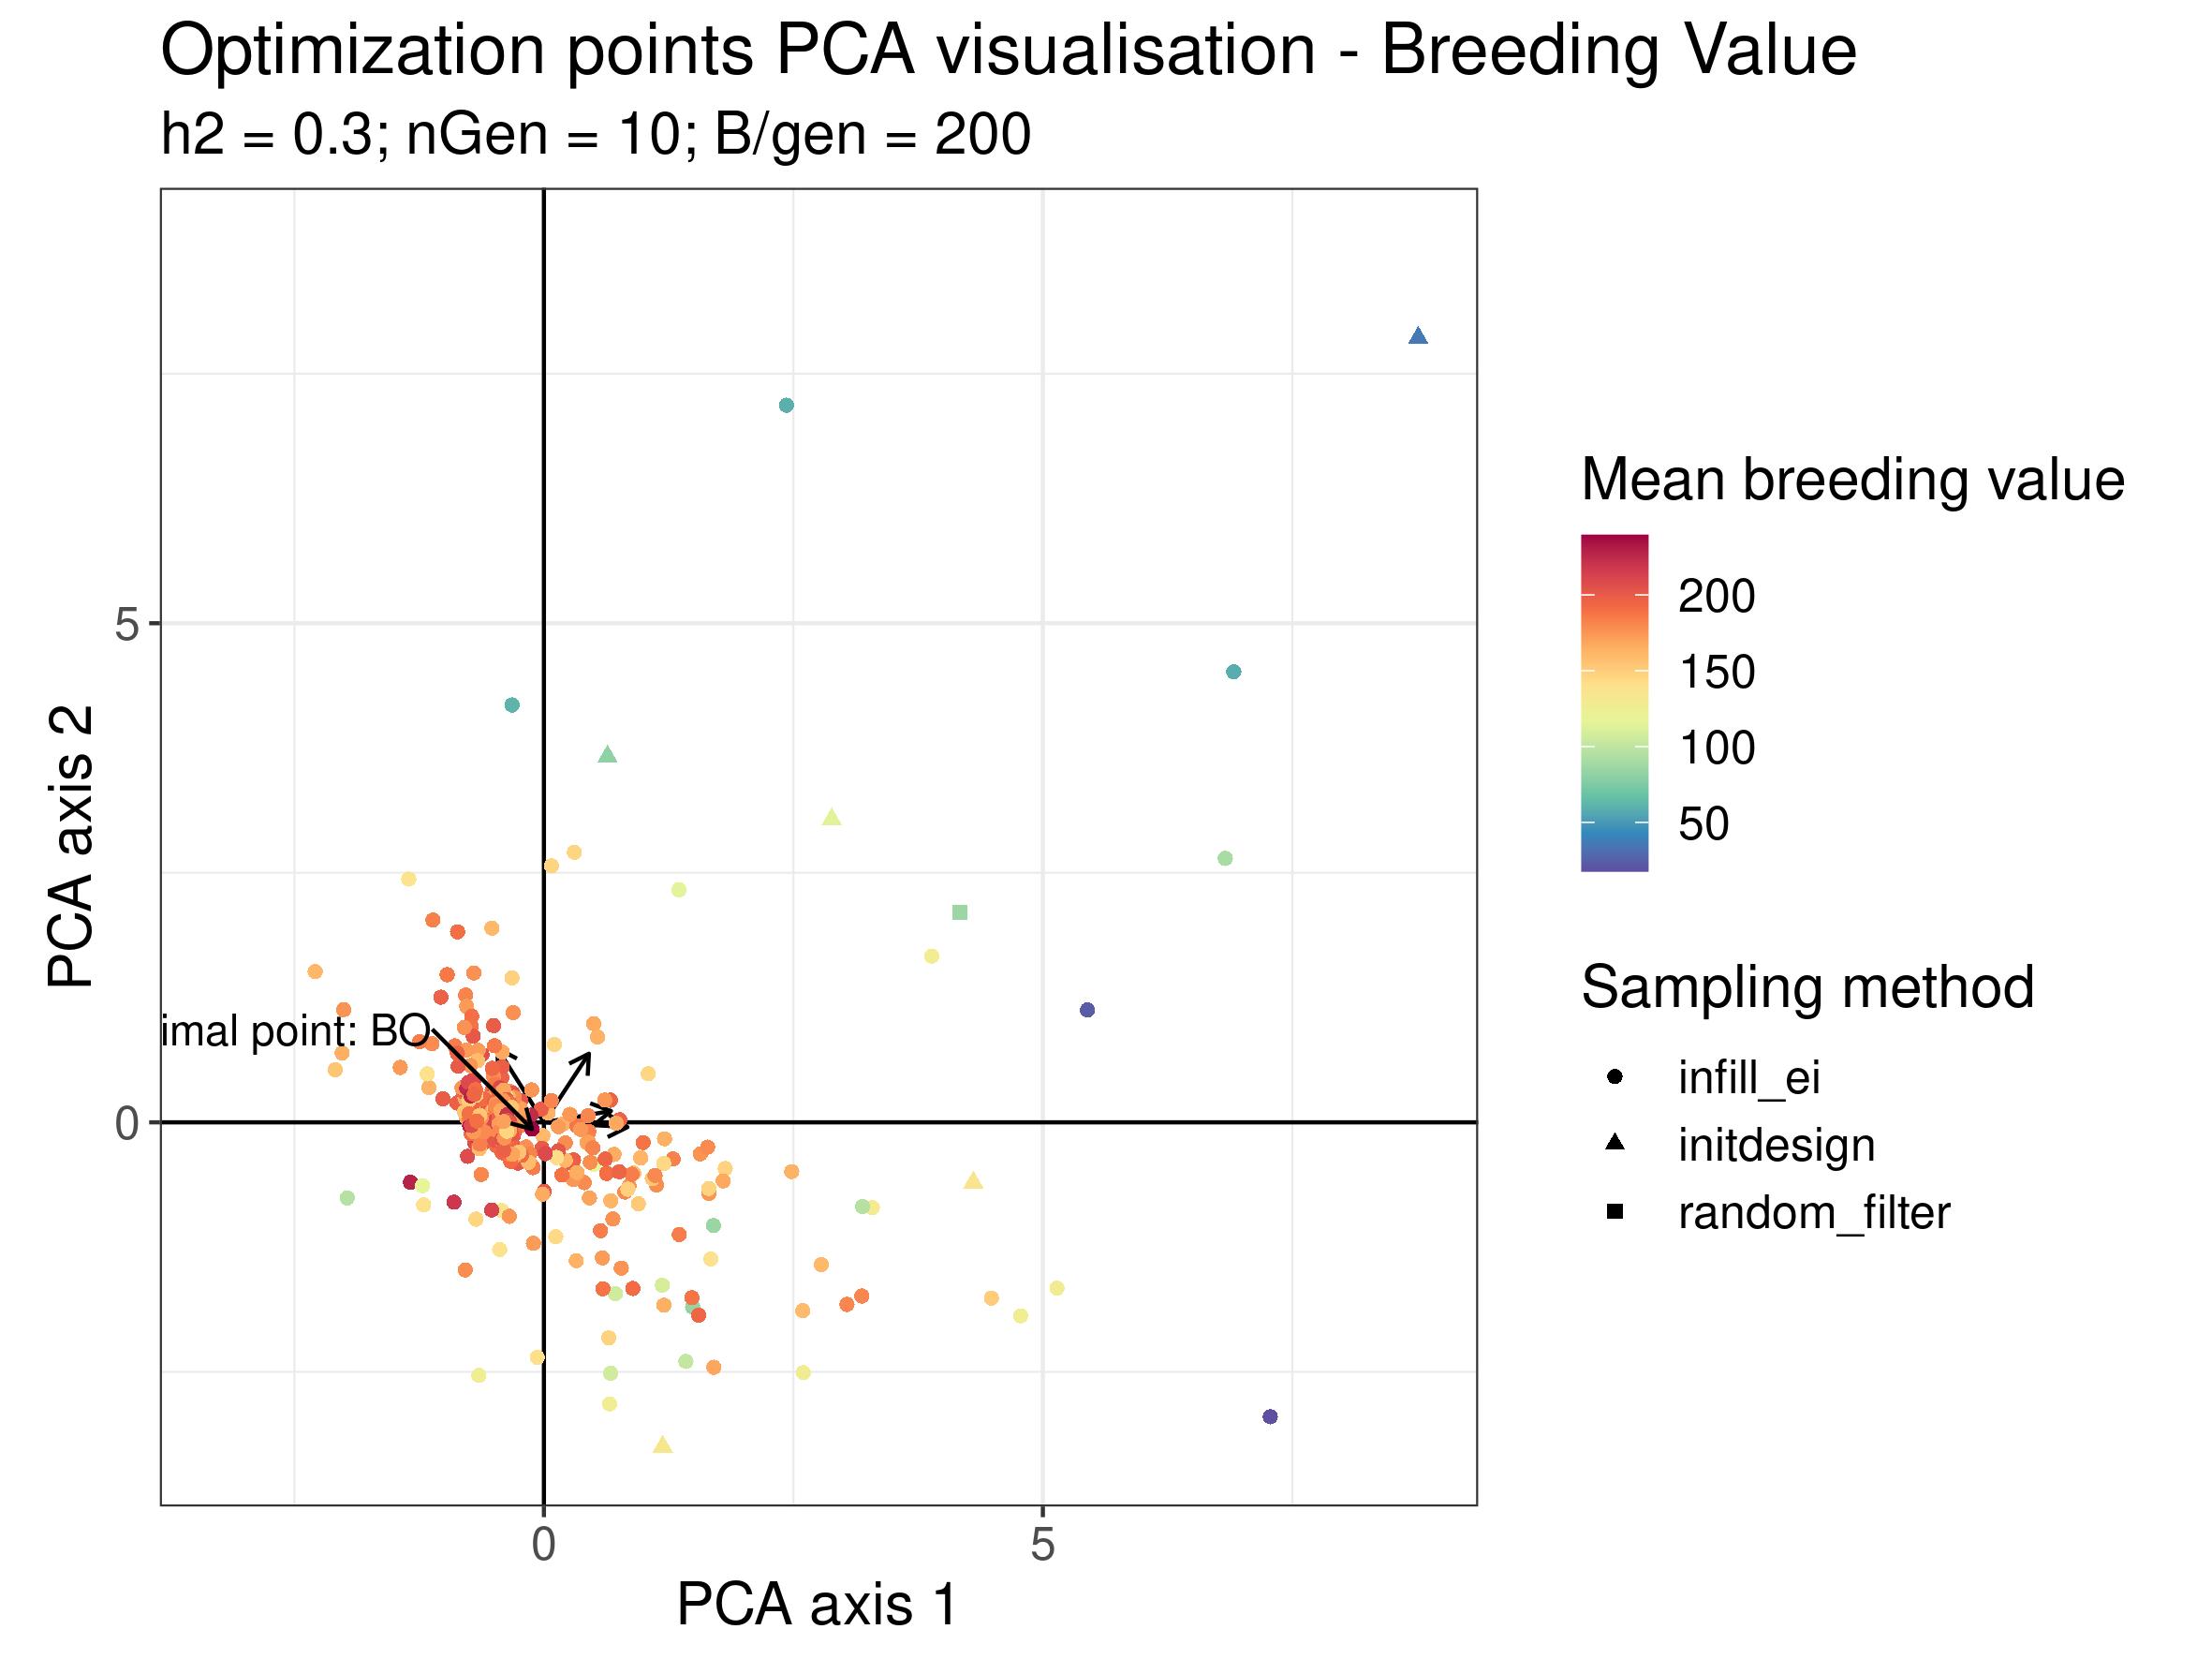 Optimization points PCA visualisation - Breeding Value
h2 = 0.3; nGen = 10; B/gen = 200
PCA axis 2
5
0
imal point: BO
0
5
PCA axis 1
Mean breeding value
200
150
100
50
Sampling method
infill_ei
initdesign
random_filter